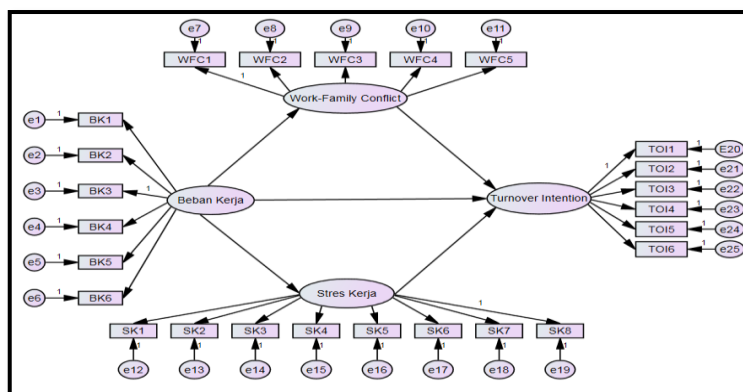 e7 e8 e9 e10 e11
1 1 1 1 1
WFC1 WFC2 WFC3 WFC4 WFC5
1
Work-Family Conflict
e1 1 BK1
e2 1 BK2
e3 1 BK3 1
e4 1 BK4
e5 1 BK5
e6 1 BK6
Beban Kerja
Turnover Intention
1 TOI1 1 E20
TOI2 1 e21
TOI3 1 e22
TOI4 1 e23
TOI5 1 e24
TOI6 1 e25
Stres Kerja
1
SK1 SK2 SK3 SK4 SK5 SK6 SK7 SK8
1 1 1 1 1 1 1 1
e12 e13 e14 e15 e16 e17 e18 e19